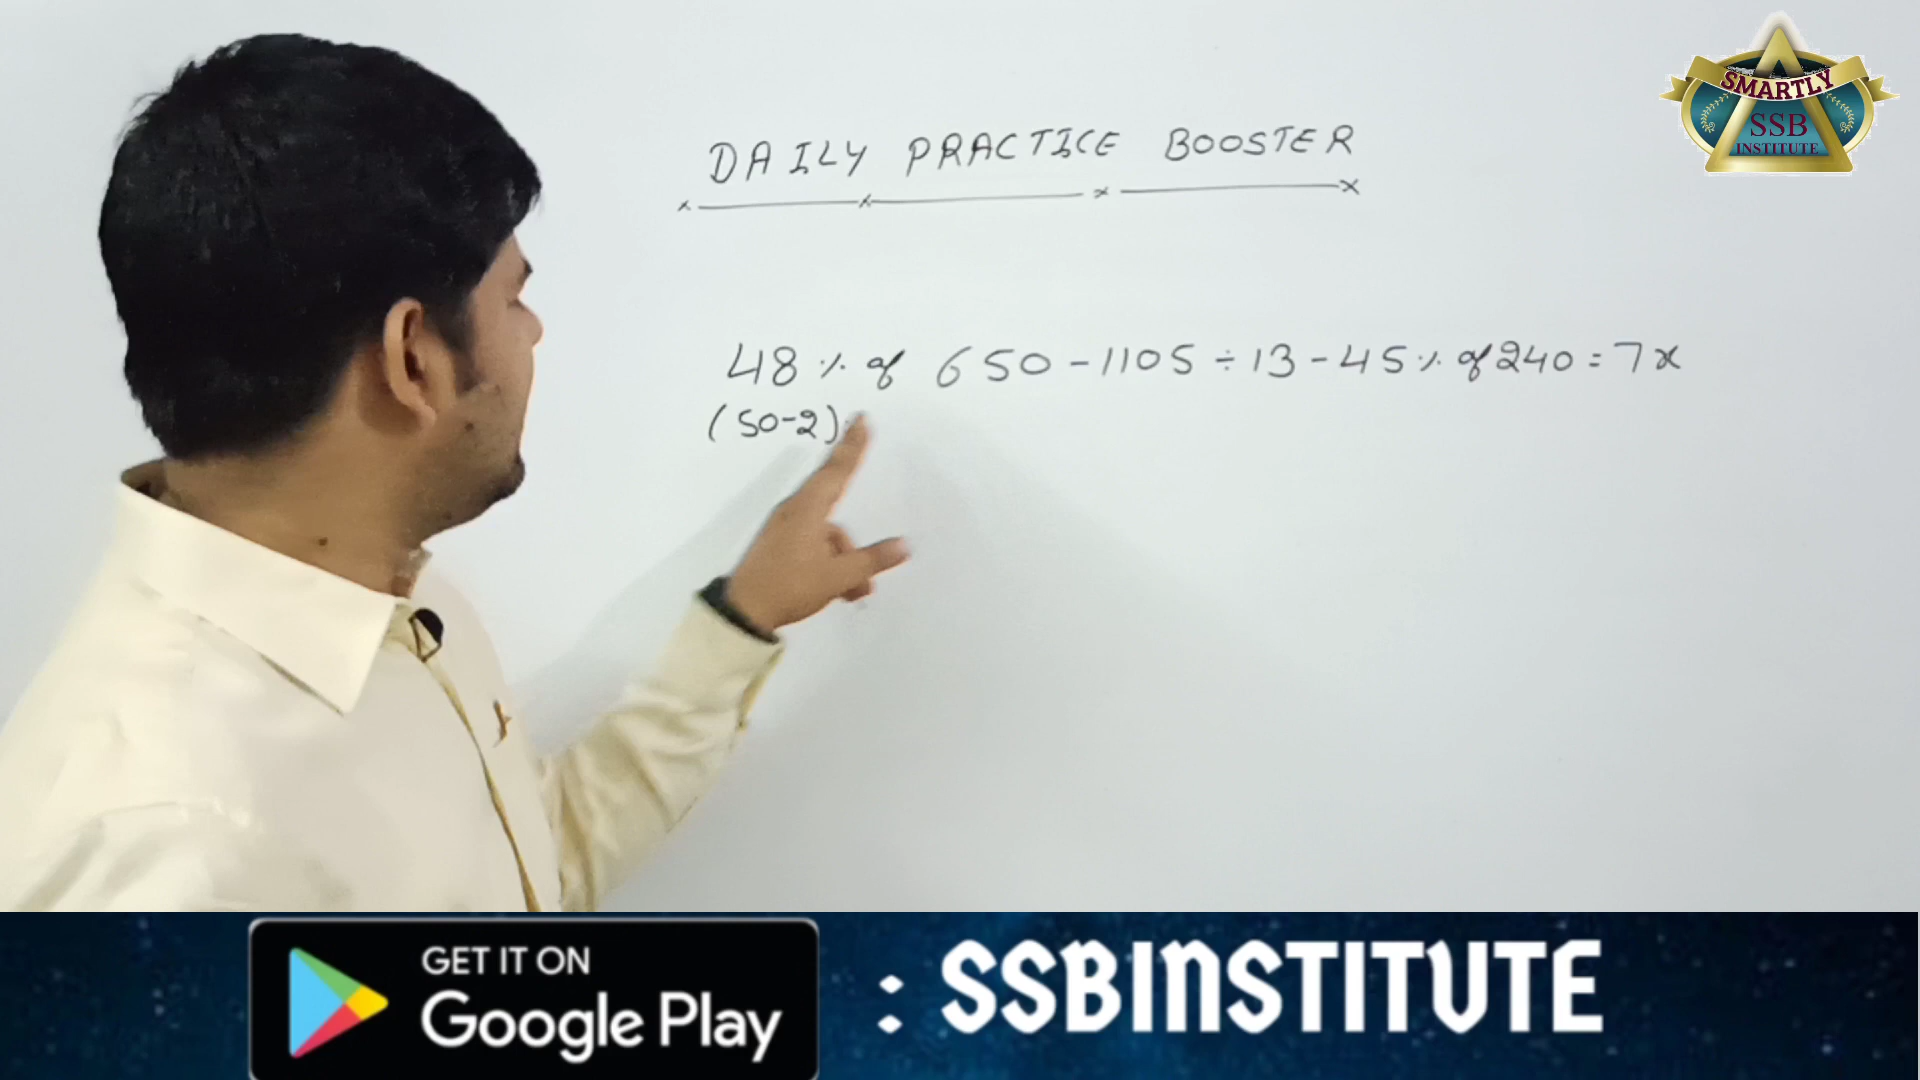 SMARTLY
SSB
INSTITUTE
DAILY PRACTICE BOOSTER
48% of 650-1105÷13-45% of 240=7x
(50-2)
GET IT ON
Google Play
: SSBINSTITUTE